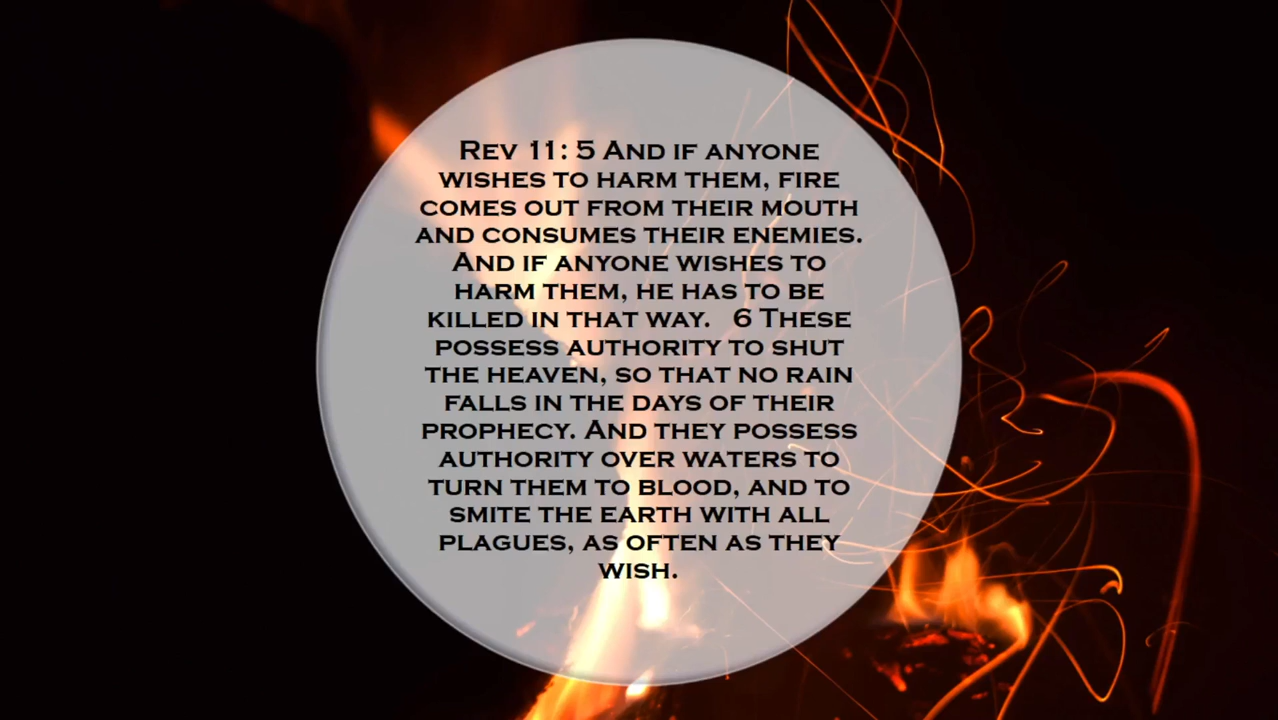 Rev 11: 5 And if anyone
wishes to harm them, fire
comes out from their mouth
and consumes their enemies.
And if anyone wishes to
harm them, he has to be
killed in that way.   6 These
possess authority to shut
the heaven, so that no rain
falls in the days of their
prophecy. And they possess
authority over waters to
turn them to blood, and to
smite the earth with all
plagues, as often as they
wish.